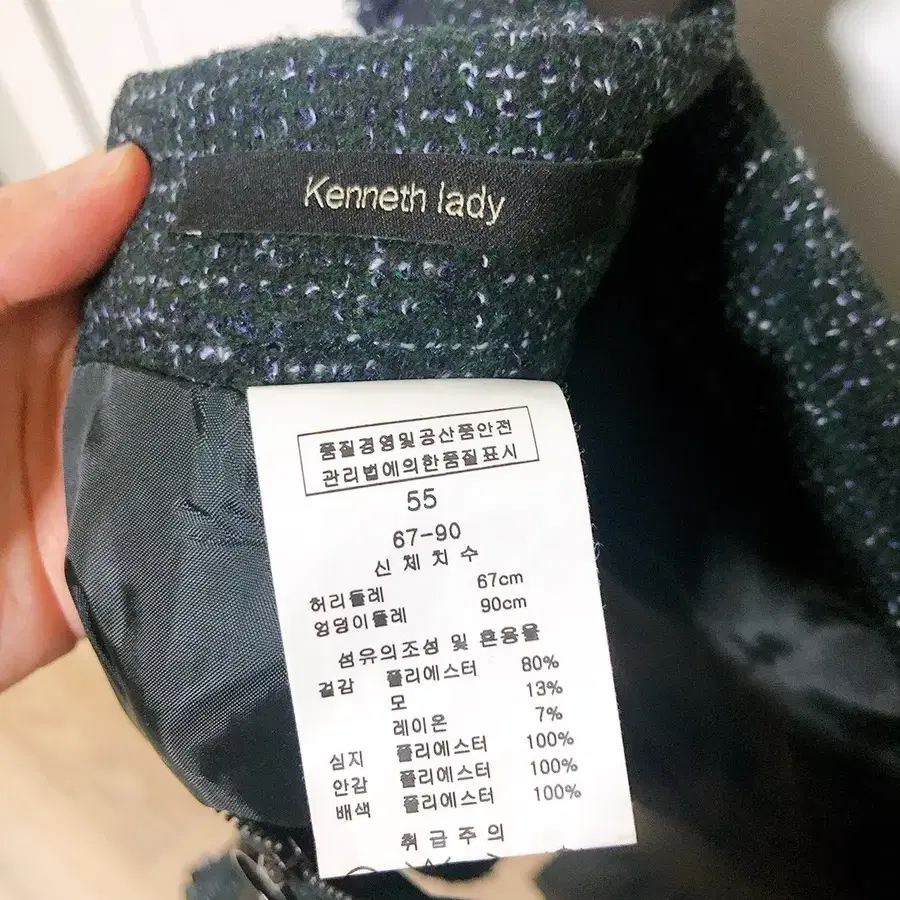 Kenneth lady
품질경영및공산품안전
관리법에의한품질표시
55
67-90
신체치수
허리둘레 67cm
엉덩이둘레 90cm
섬유의조성 및 혼용율
겉감 폴리에스터 80%
모 13%
레이온 7%
심지 폴리에스터 100%
안감 폴리에스터 100%
배색 폴리에스터 100%
취급주의